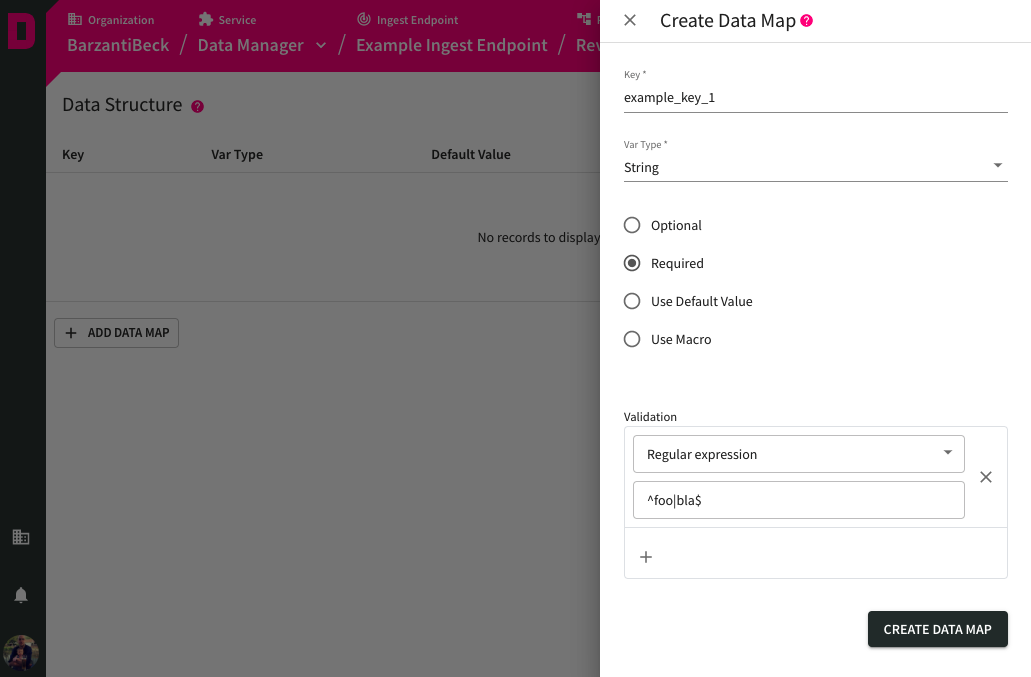 Organization
Service
Ingest Endpoint
BarzantiBeck / Data Manager / Example Ingest Endpoint /
Data Structure ?
Key Var Type Default Value
No records to display
+ ADD DATA MAP
× Create Data Map ?
Key *
example_key_1
Var Type *
String
Optional
Required
Use Default Value
Use Macro
Validation
Regular expression
^foo|bla$
+
CREATE DATA MAP